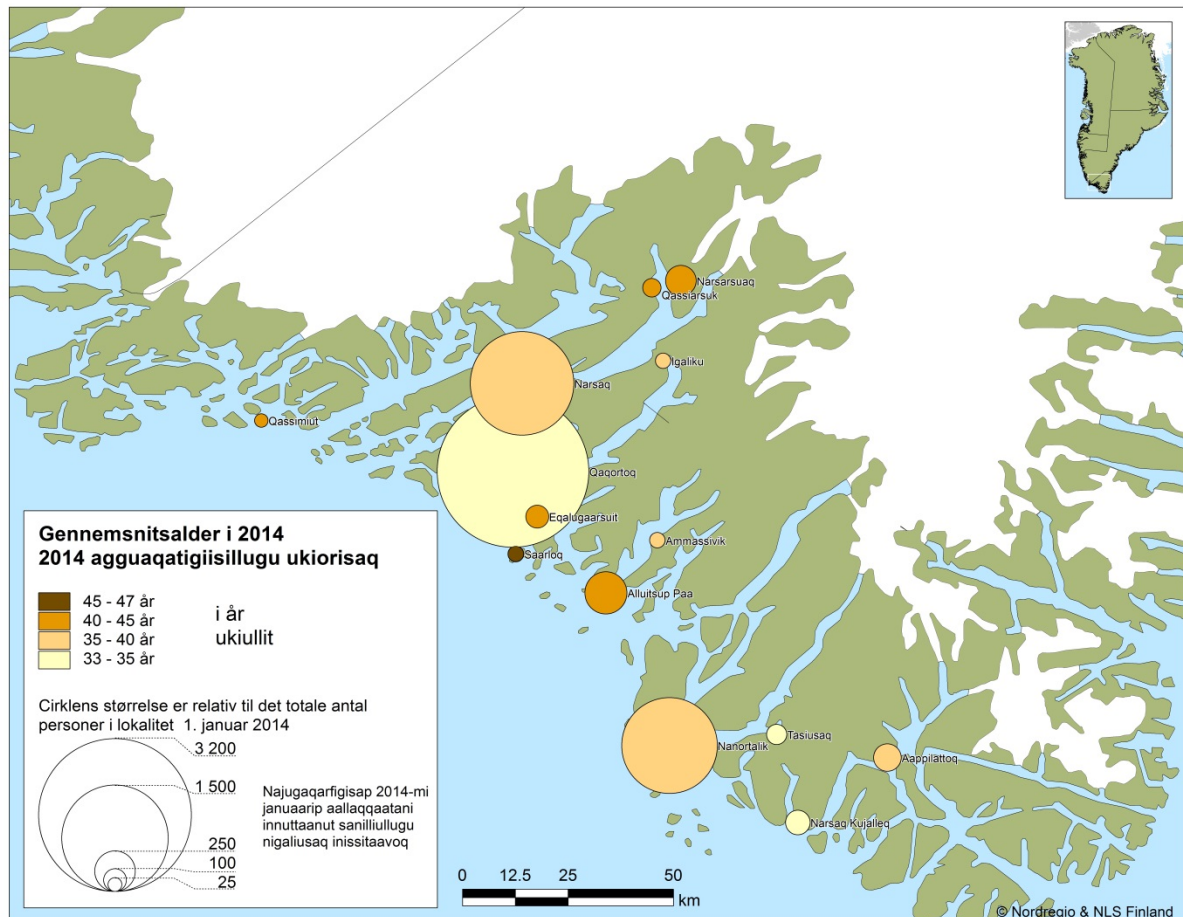 Narsarsuaq
Qassiarsuk
Igaliku
Narsaq
Qassimiut
Qaqortoq
Eqalugaarsuit
Ammassivik
Saarloq
Alluitsup Paa
Nanortalik
Tasiusaq
Aappilattoq
Narsaq Kujalleq
Gennemsnitsalder i 2014
2014 agguaqatigiisillugu ukiorisaq
45 - 47 år
40 - 45 år
35 - 40 år
33 - 35 år
i år
ukiullit
Cirklens størrelse er relativ til det totale antal
personer i lokalitet 1. januar 2014
3 200
1 500
250
100
25
Najugaqarfigisap 2014-mi
januaarip aallaqqaatani
innuttaanut sanilliullugu
nigaliusaq inissitaavoq
0 12.5 25 50
km
© Nordregio & NLS Finland